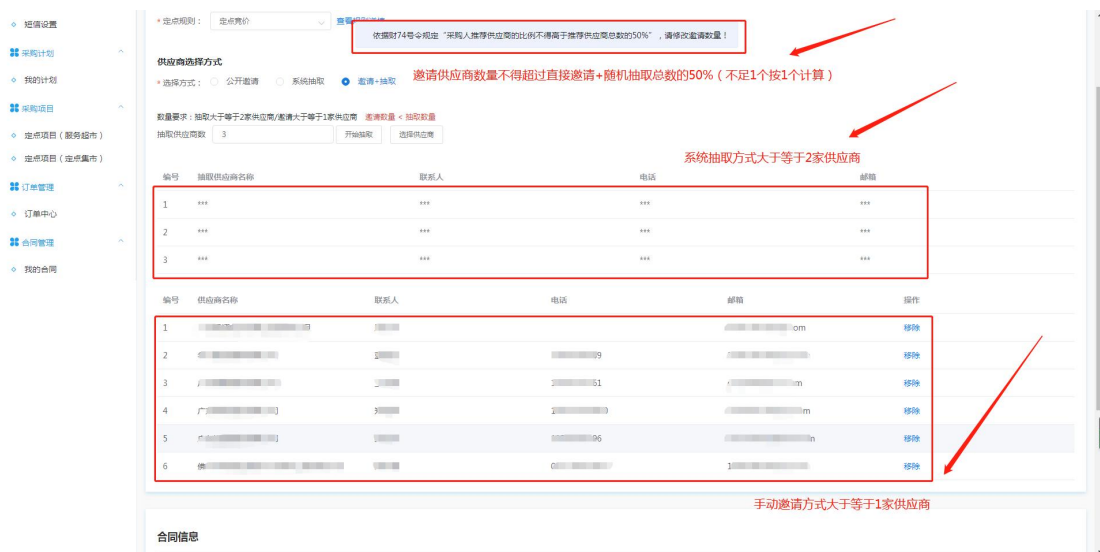 短信设置
采购计划
我的计划
采购项目
定点项目（服务超市）
定点项目（定点集市）
订单管理
订单中心
合同管理
我的合同
* 定点规则： 定点竞价 查看
依据财74号令规定“采购人推荐供应商的比例不得高于推荐供应商总数的50%”，请修改邀请数量！
供应商选择方式
* 选择方式： 公开邀请 系统抽取 邀请+抽取
邀请供应商数量不得超过直接邀请+随机抽取总数的50%（不足1个按1个计算）
数量要求：抽取大于等于2家供应商/邀请大于等于1家供应商 邀请数量 < 抽取数量
抽取供应商数 3 开始抽取 选择供应商
系统抽取方式大于等于2家供应商
编号 抽取供应商名称 联系人 电话 邮箱
1 *** *** *** ***
2 *** *** *** ***
3 *** *** *** ***
编号 供应商名称 联系人 电话 邮箱 操作
1 om 移除
2 移除
3 移除
4 移除
5 移除
6 移除
手动邀请方式大于等于1家供应商
合同信息